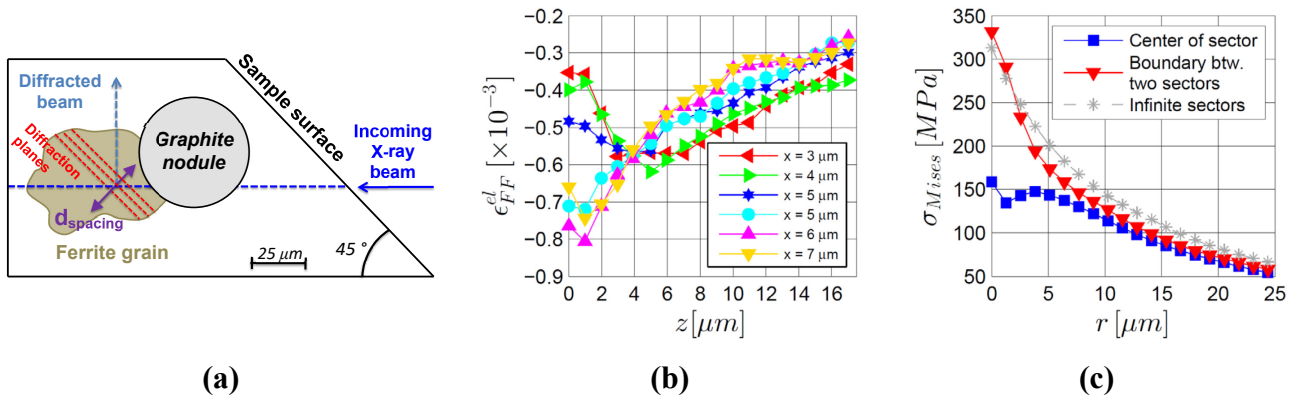 Diffracted
beam
Diffraction
planes
Graphite
nodule
Sample surface
Incoming
X-ray
beam
dspacing
Ferrite grain
25 μm
45 °
(a)
−0.2
−0.3
−0.4
−0.5
−0.6
−0.7
−0.8
−0.9
ϵ^{el}_{FF} [×10⁻³]
x = 3 μm
x = 4 μm
x = 5 μm
x = 5 μm
x = 6 μm
x = 7 μm
0 2 4 6 8 10 12 14 16
z[μm]
(b)
350
300
250
200
150
100
50
σ_{Mises} [MPa]
Center of sector
Boundary btw.
two sectors
Infinite sectors
0 5 10 15 20 25
r [μm]
(c)